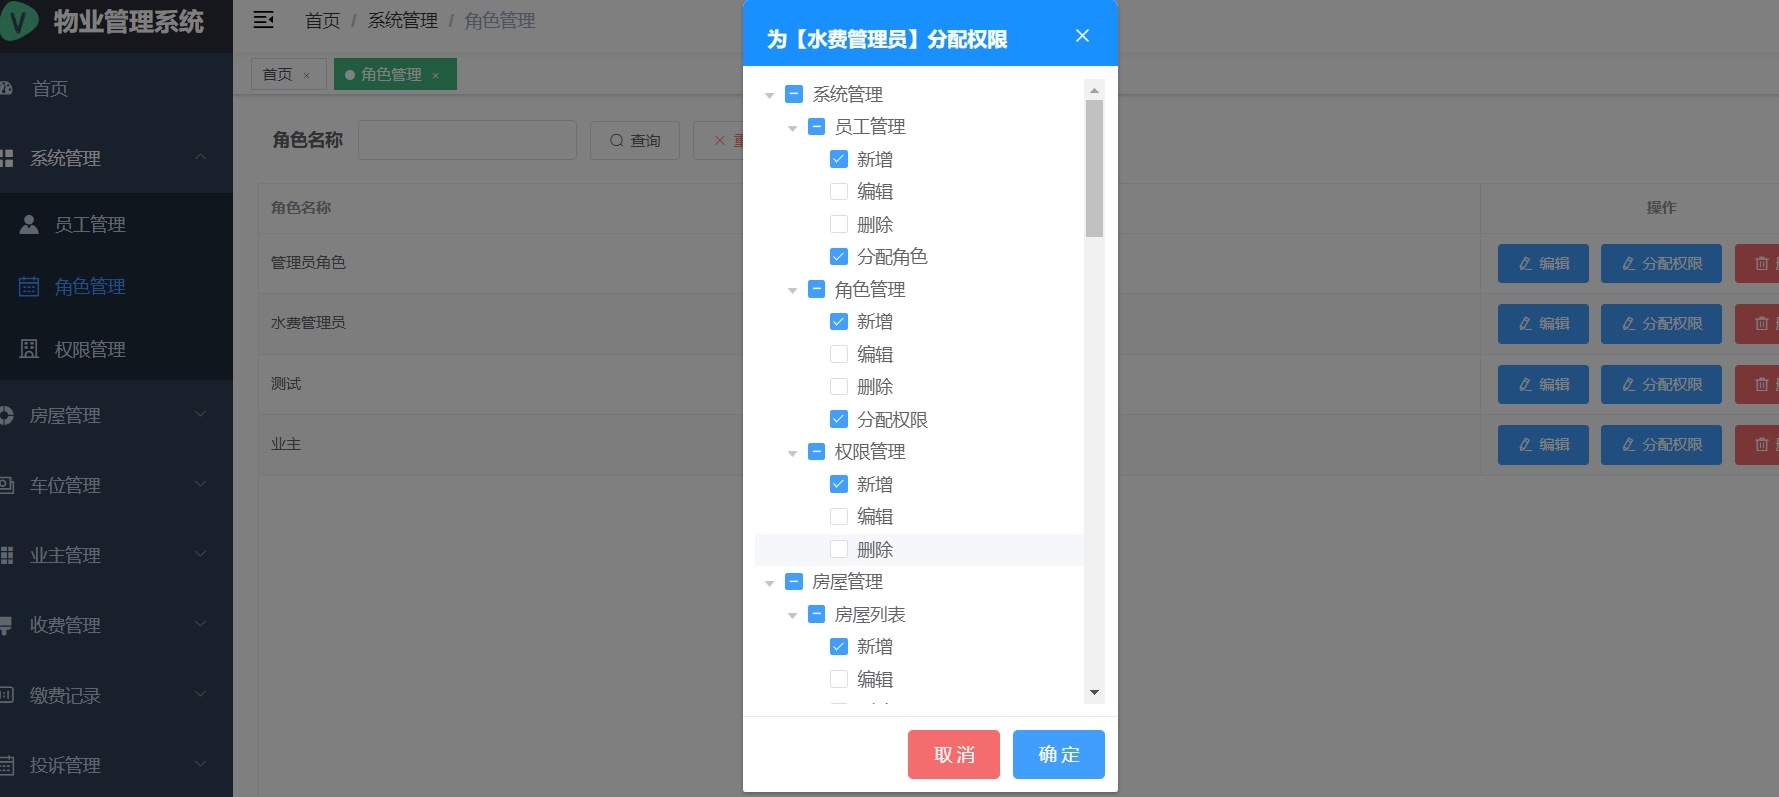 物业管理系统
首页 / 系统管理 / 角色管理
首页 ×
角色管理 ×
首页
系统管理
员工管理
角色管理
权限管理
房屋管理
车位管理
业主管理
收费管理
缴费记录
投诉管理
角色名称
查询
角色名称
操作
管理员角色
编辑
分配权限
水费管理员
编辑
分配权限
测试
编辑
分配权限
业主
编辑
分配权限
为【水费管理员】分配权限
系统管理
员工管理
新增
编辑
删除
分配角色
角色管理
新增
编辑
删除
分配权限
权限管理
新增
编辑
删除
房屋管理
房屋列表
新增
编辑
取消
确定